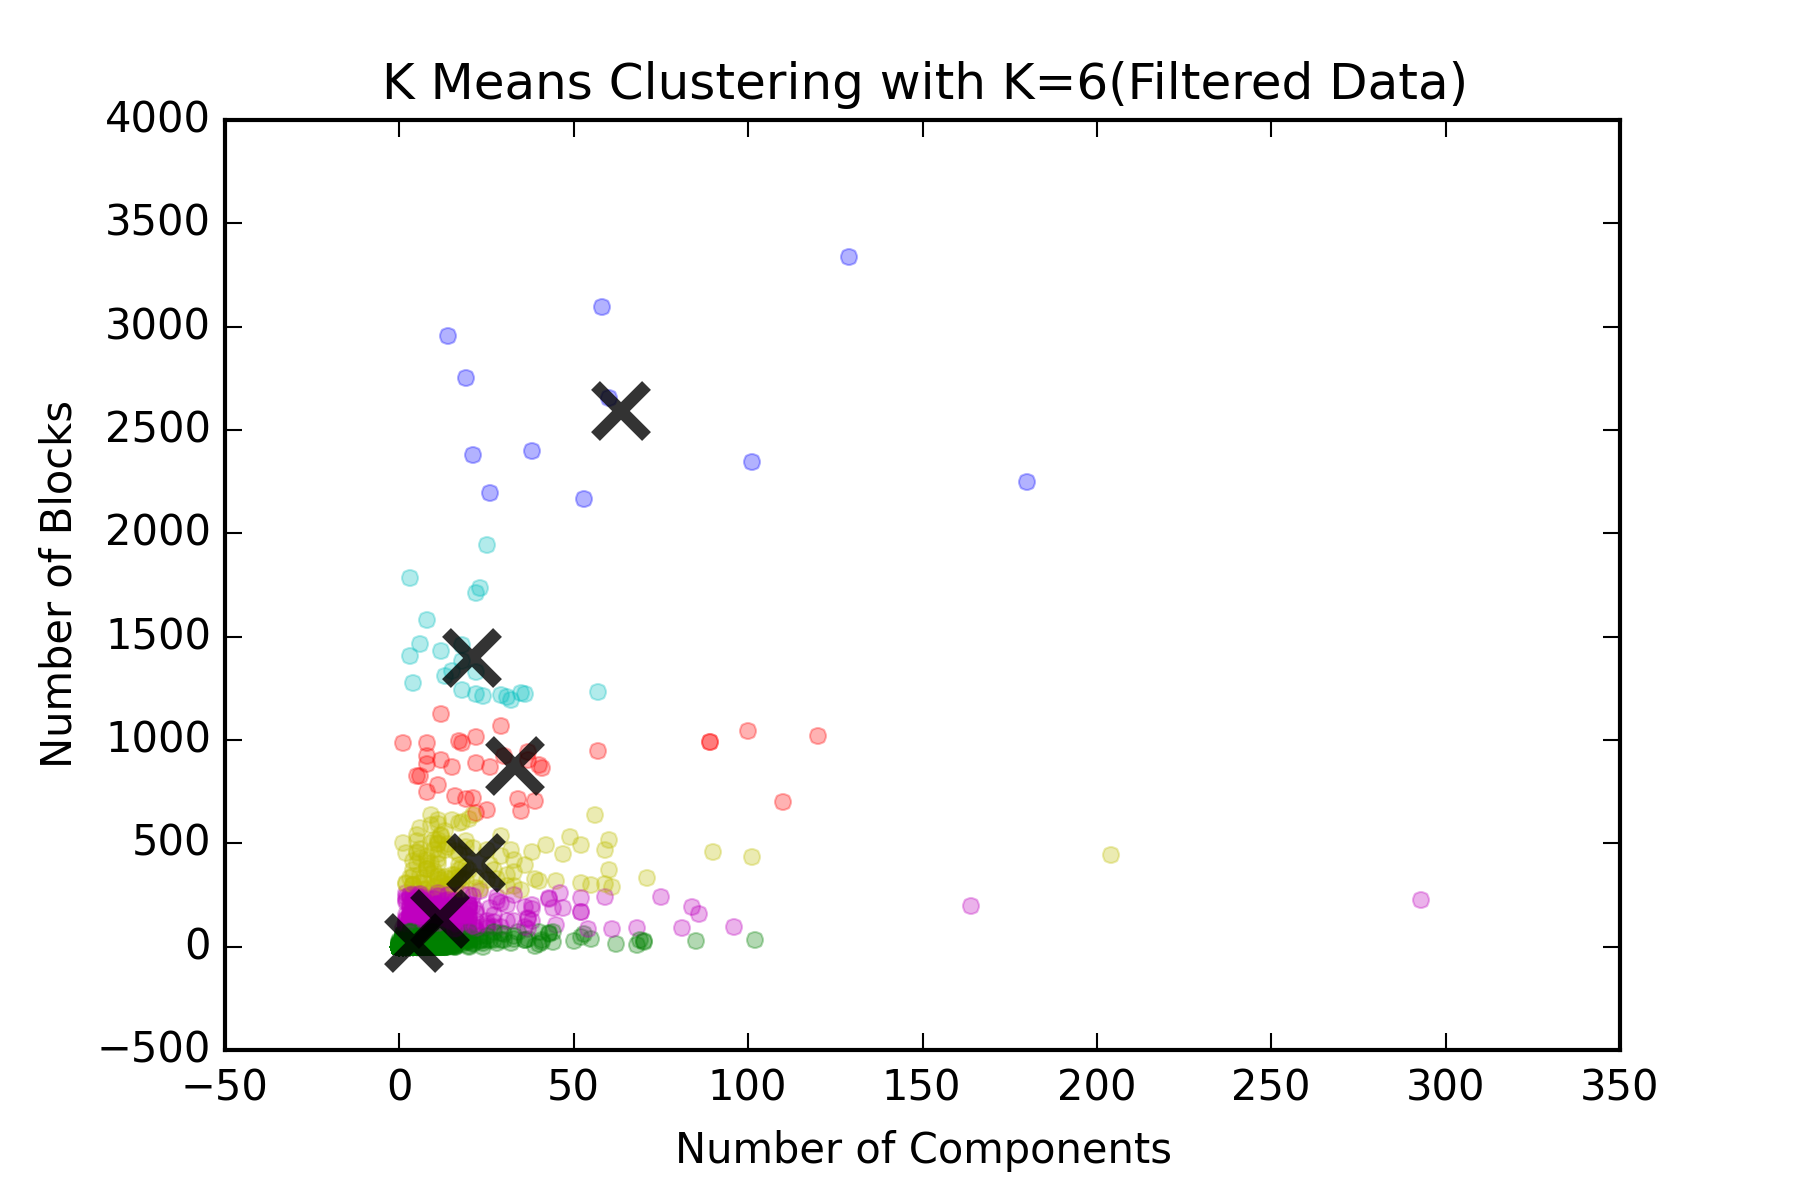 K Means Clustering with K=6(Filtered Data)
4000
3500
3000
2500
2000
1500
1000
500
0
−500
−50 0 50 100 150 200 250 300 350
Number of Blocks
Number of Components